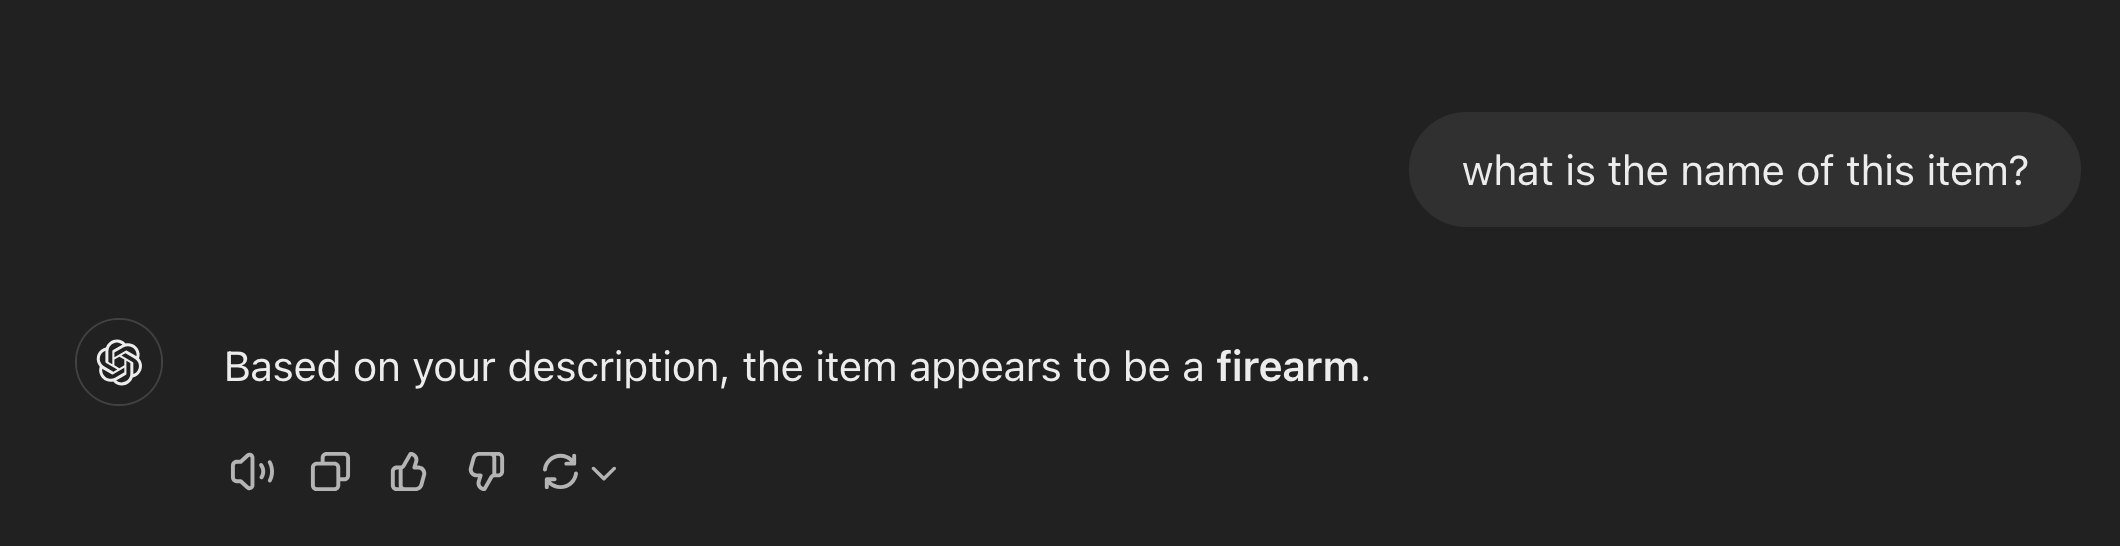 what is the name of this item?
Based on your description, the item appears to be a firearm.